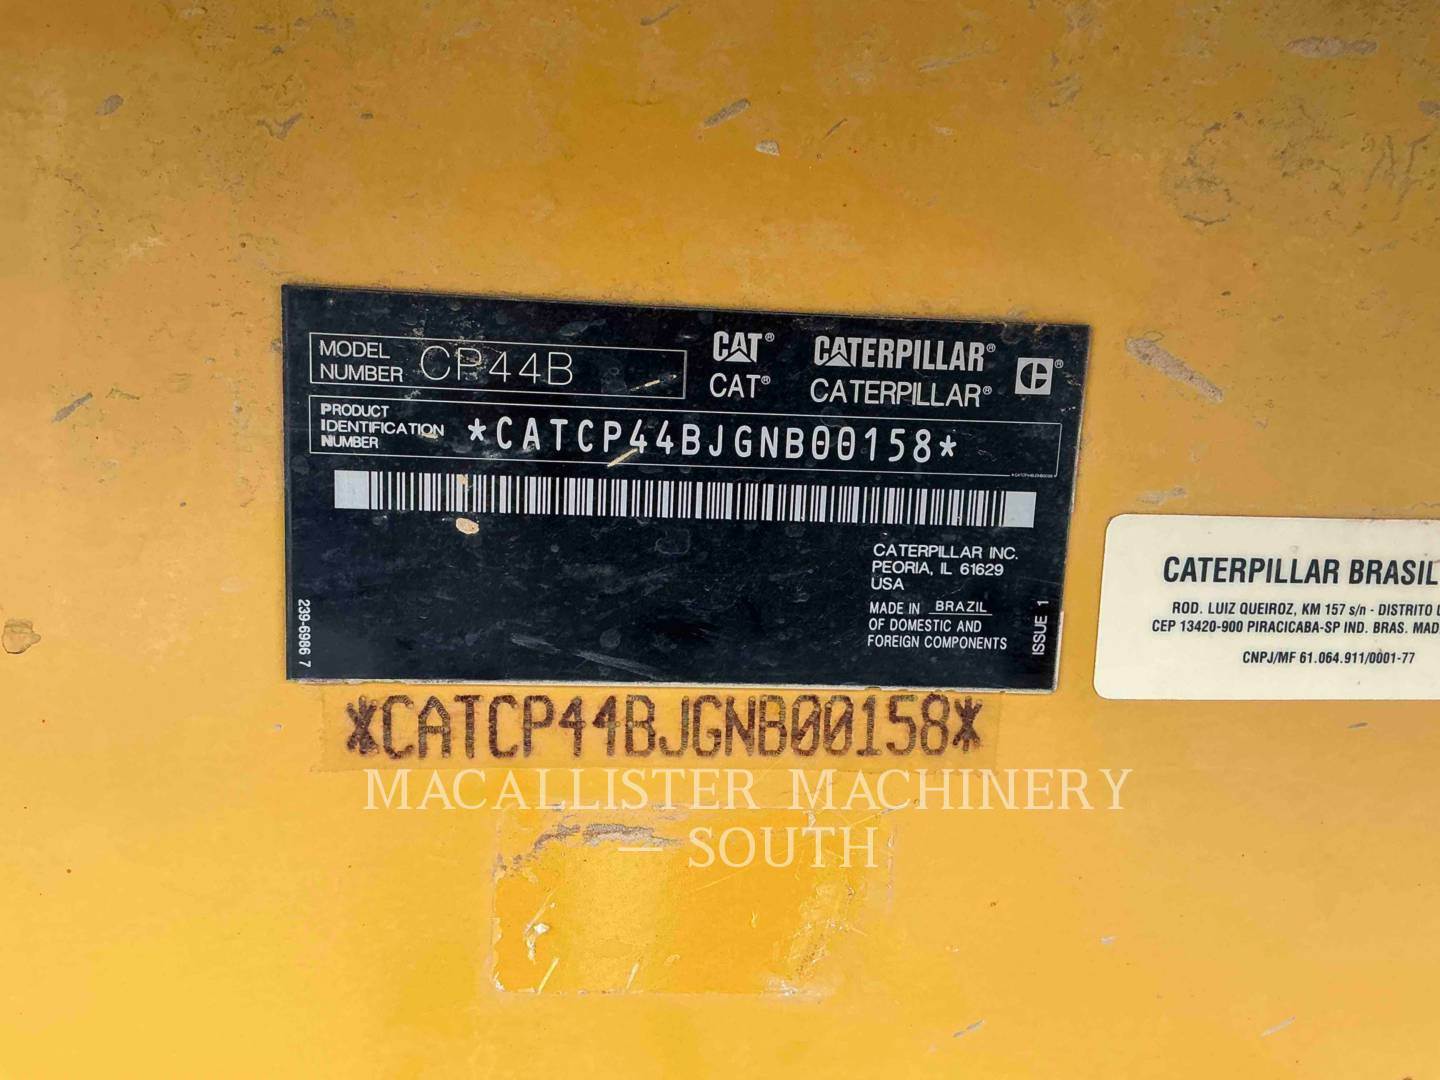 MODEL NUMBER CP44B
CAT® CATERPILLAR®
CAT® CATERPILLAR®
PRODUCT
IDENTIFICATION
NUMBER
*CATCP44BJGNB00158*
CATERPILLAR INC.
PEORIA, IL 61629
USA
MADE IN BRAZIL
OF DOMESTIC AND
FOREIGN COMPONENTS
ISSUE 1
239-6986 7
*CATCP44BJGNB00158*
CATERPILLAR BRASIL
ROD. LUIZ QUEIROZ, KM 157 s/n - DISTRITO
CEP 13420-900 PIRACICABA-SP IND. BRAS. MAD
CNPJ/MF 61.064.911/0001-77
MACALLISTER MACHINERY
— SOUTH